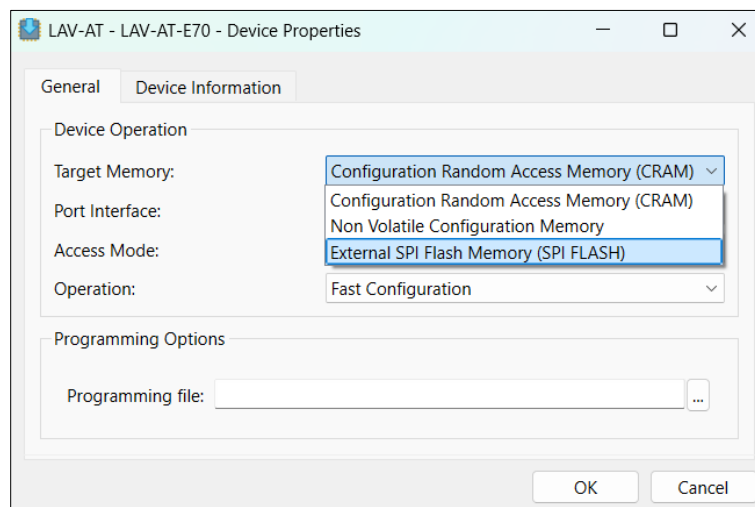 LAV-AT - LAV-AT-E70 - Device Properties
General Device Information
Device Operation
Target Memory: Configuration Random Access Memory (CRAM)
Configuration Random Access Memory (CRAM)
Port Interface:
Non Volatile Configuration Memory
Access Mode: External SPI Flash Memory (SPI FLASH)
Operation: Fast Configuration
Programming Options
Programming file: ...
OK Cancel